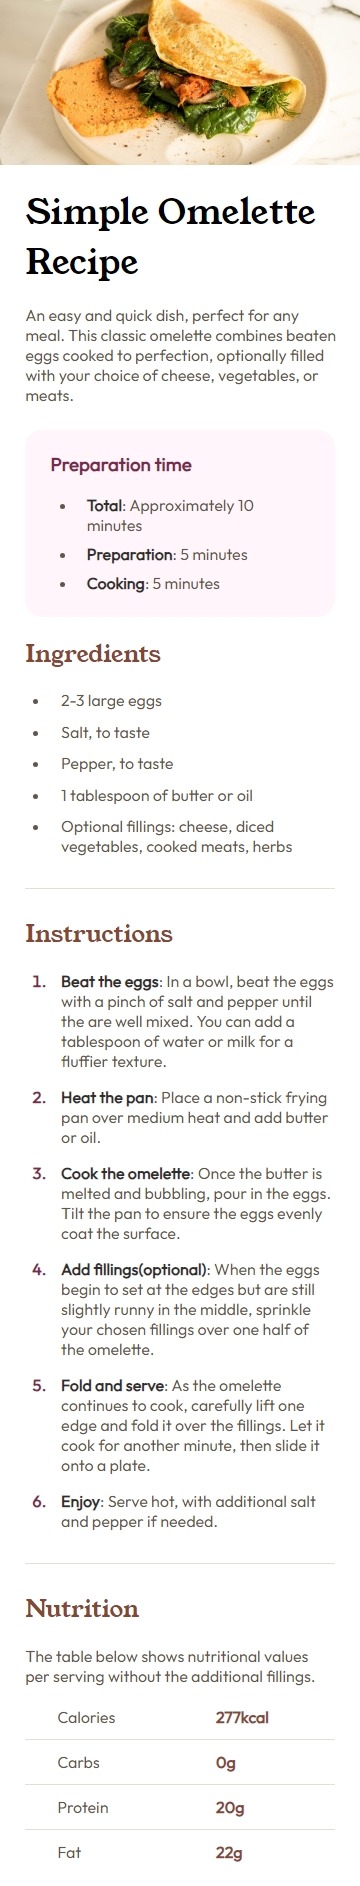 Simple Omelette
Recipe
An easy and quick dish, perfect for any
meal. This classic omelette combines beaten
eggs cooked to perfection, optionally filled
with your choice of cheese, vegetables, or
meats.
Preparation time
• Total: Approximately 10
minutes
• Preparation: 5 minutes
• Cooking: 5 minutes
Ingredients
• 2-3 large eggs
• Salt, to taste
• Pepper, to taste
• 1 tablespoon of butter or oil
• Optional fillings: cheese, diced
vegetables, cooked meats, herbs
Instructions
1. Beat the eggs: In a bowl, beat the eggs
with a pinch of salt and pepper until
the are well mixed. You can add a
tablespoon of water or milk for a
fluffier texture.
2. Heat the pan: Place a non-stick frying
pan over medium heat and add butter
or oil.
3. Cook the omelette: Once the butter is
melted and bubbling, pour in the eggs.
Tilt the pan to ensure the eggs evenly
coat the surface.
4. Add fillings(optional): When the eggs
begin to set at the edges but are still
slightly runny in the middle, sprinkle
your chosen fillings over one half of
the omelette.
5. Fold and serve: As the omelette
continues to cook, carefully lift one
edge and fold it over the fillings. Let it
cook for another minute, then slide it
onto a plate.
6. Enjoy: Serve hot, with additional salt
and pepper if needed.
Nutrition
The table below shows nutritional values
per serving without the additional fillings.
Calories 277kcal
Carbs 0g
Protein 20g
Fat 22g